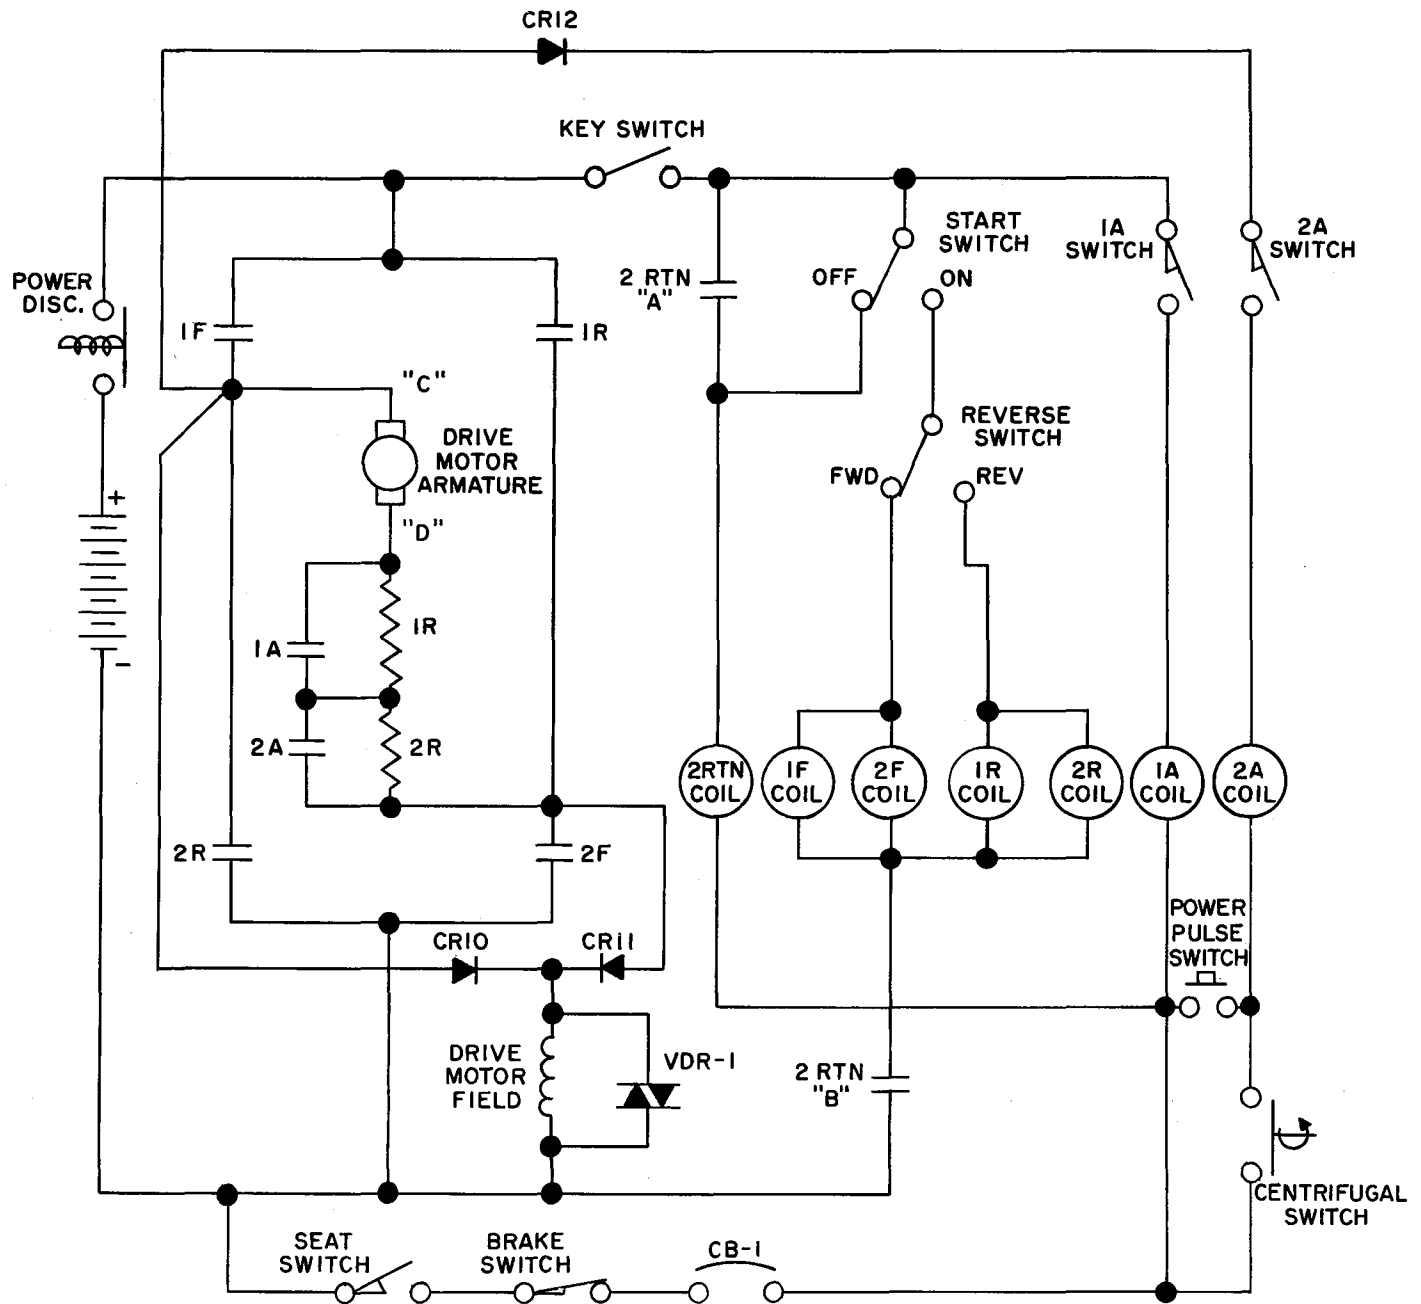 CR12
KEY SWITCH
START
SWITCH
1A
SWITCH
2A
SWITCH
POWER
DISC.
OFF
ON
2 RTN
"A"
1F
1R
"C"
REVERSE
SWITCH
DRIVE
MOTOR
ARMATURE
FWD
REV
+
"D"
1R
1A
-
2A
2R
2RTN
COIL
1F
COIL
2F
COIL
1R
COIL
2R
COIL
1A
COIL
2A
COIL
2R
2F
POWER
PULSE
SWITCH
CR10
CR11
DRIVE
MOTOR
FIELD
VDR-1
2 RTN
"B"
CENTRIFUGAL
SWITCH
SEAT
SWITCH
BRAKE
SWITCH
CB-1